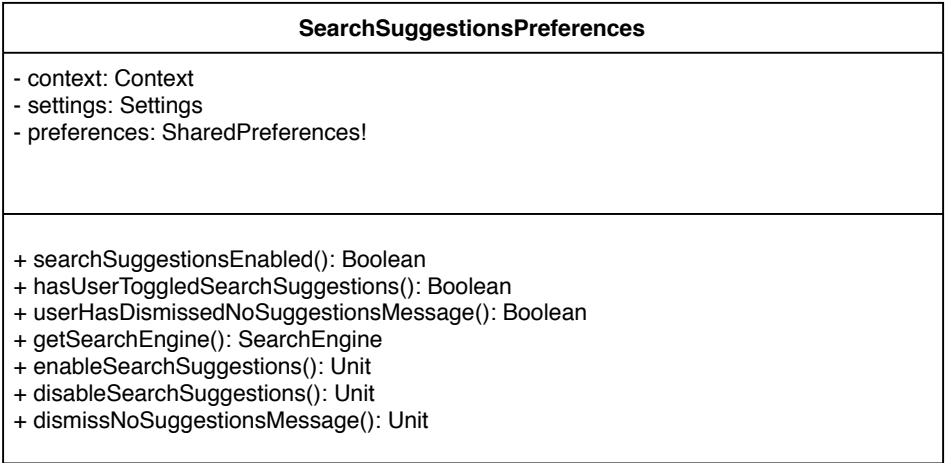 SearchSuggestionsPreferences
- context: Context
- settings: Settings
- preferences: SharedPreferences!
+ searchSuggestionsEnabled(): Boolean
+ hasUserToggledSearchSuggestions(): Boolean
+ userHasDismissedNoSuggestionsMessage(): Boolean
+ getSearchEngine(): SearchEngine
+ enableSearchSuggestions(): Unit
+ disableSearchSuggestions(): Unit
+ dismissNoSuggestionsMessage(): Unit